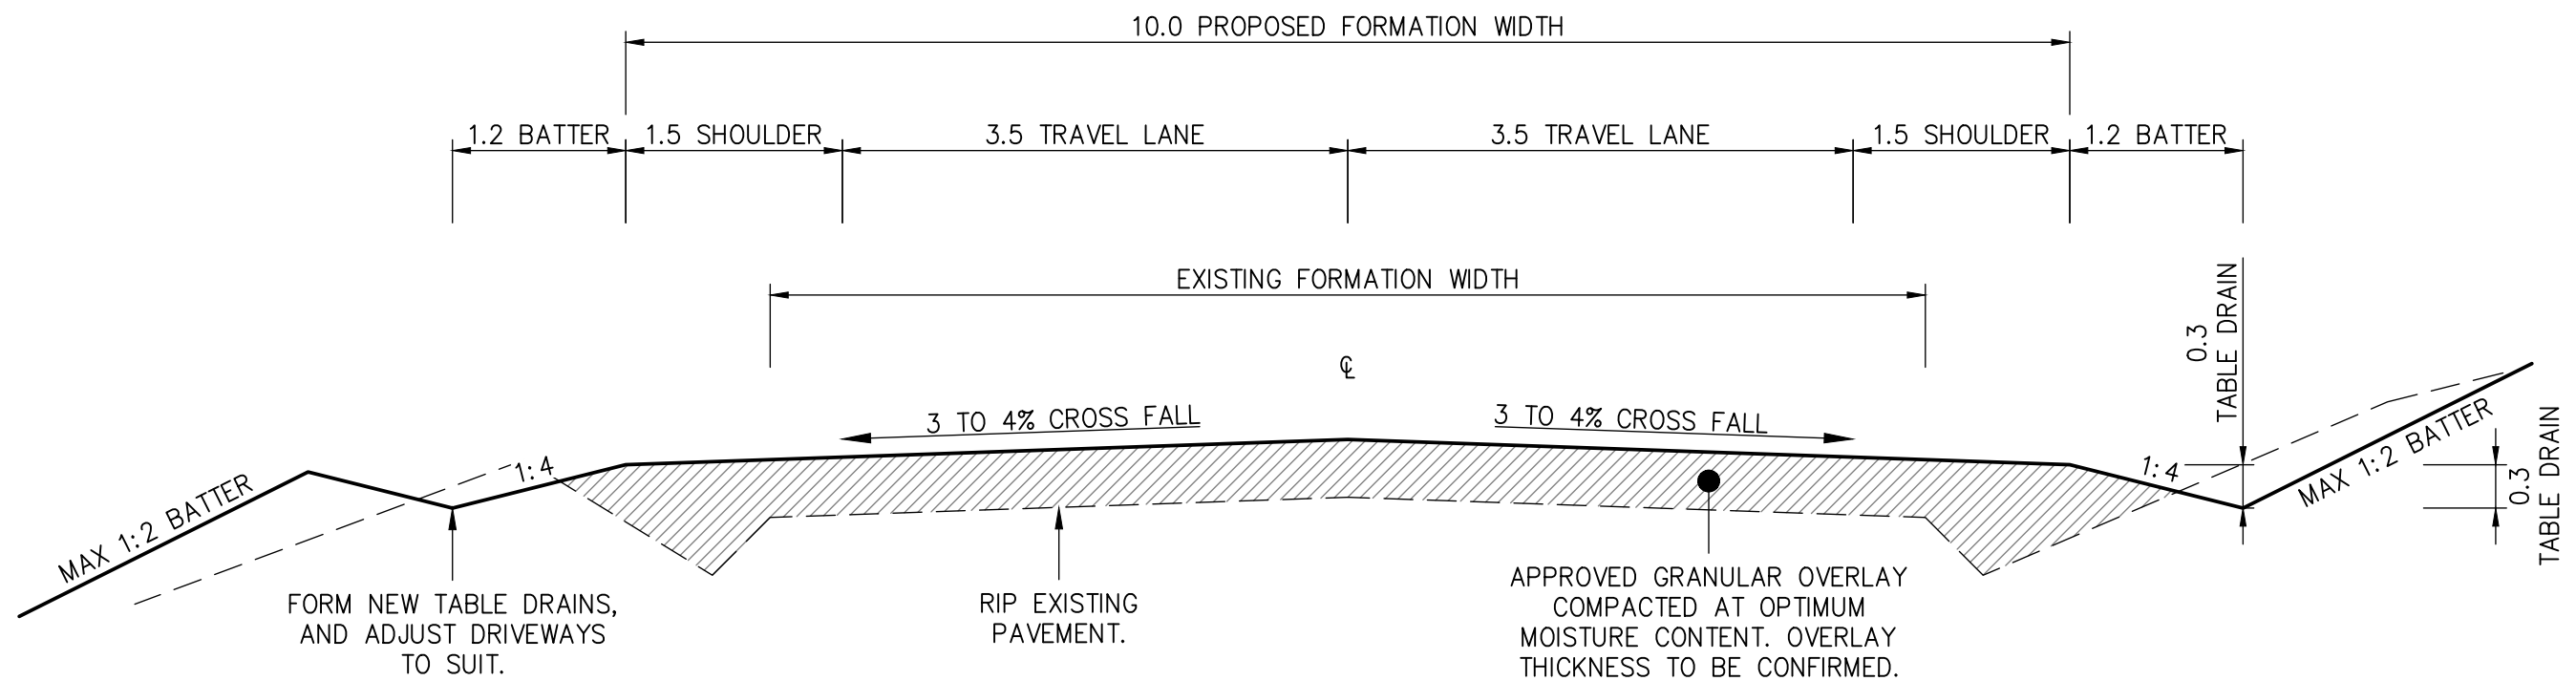 10.0 PROPOSED FORMATION WIDTH
1.2 BATTER
1.5 SHOULDER
3.5 TRAVEL LANE
3.5 TRAVEL LANE
1.5 SHOULDER
1.2 BATTER
EXISTING FORMATION WIDTH
0.3
TABLE DRAIN
℄
3 TO 4% CROSS FALL
3 TO 4% CROSS FALL
MAX 1:2 BATTER
1:4
1:4
MAX 1:2 BATTER
0.3
TABLE DRAIN
FORM NEW TABLE DRAINS,
AND ADJUST DRIVEWAYS
TO SUIT.
RIP EXISTING
PAVEMENT.
APPROVED GRANULAR OVERLAY
COMPACTED AT OPTIMUM
MOISTURE CONTENT. OVERLAY
THICKNESS TO BE CONFIRMED.